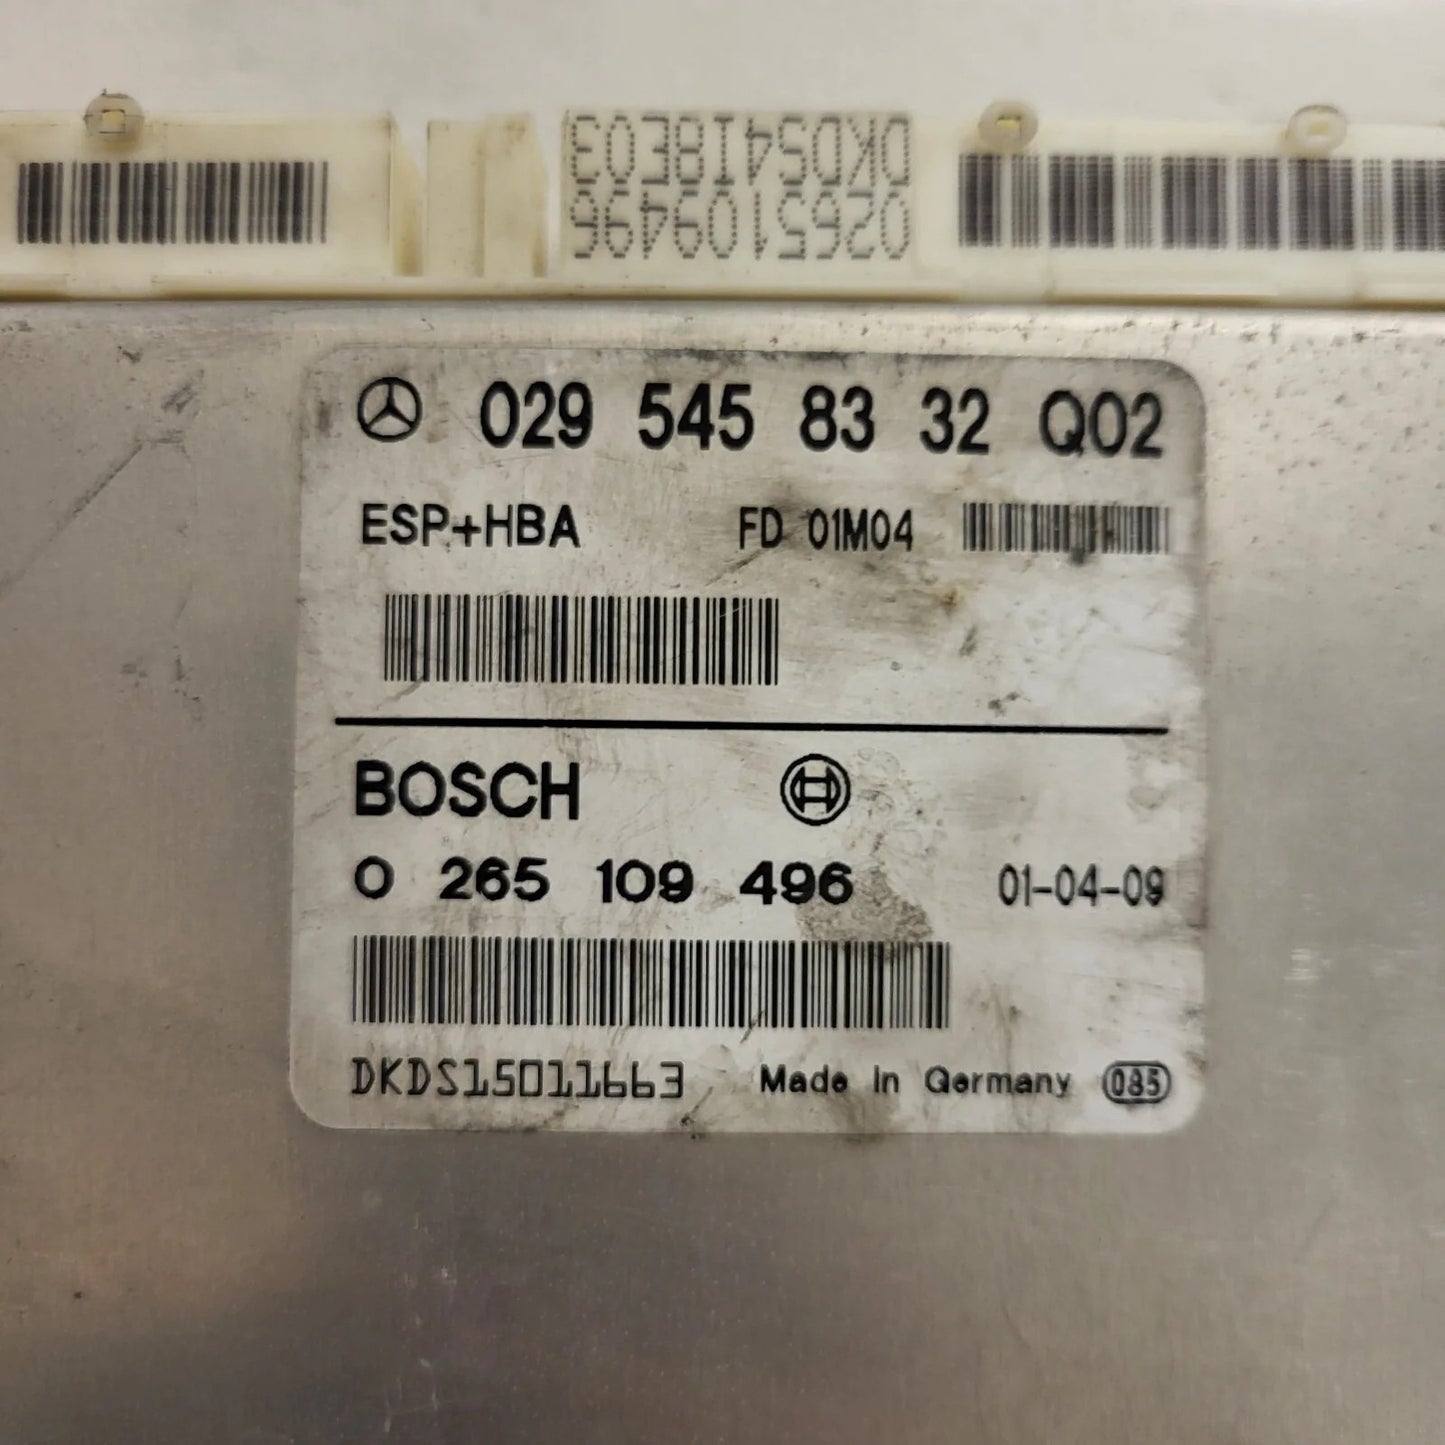 DKDS418E03
0265109496
029 545 83 32 Q02
ESP+HBA FD 01M04
BOSCH
0 265 109 496 01-04-09
DKDS15011663 Made in Germany 085